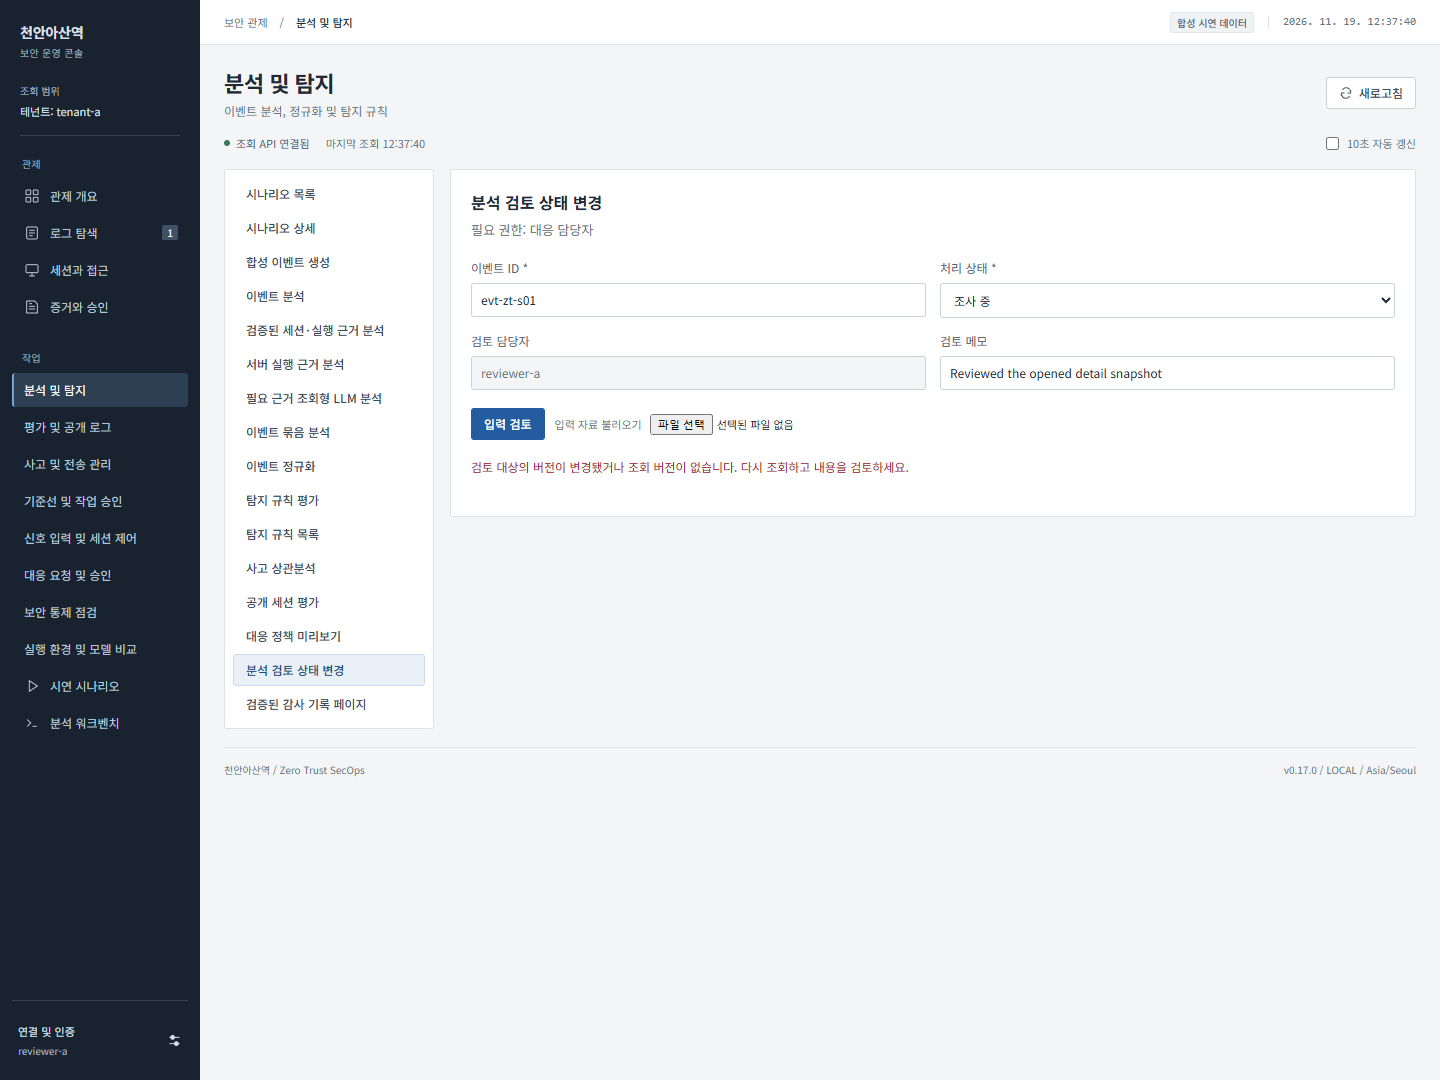 천안아산역
보안 운영 콘솔
조회 범위
테넌트: tenant-a
관제
관제 개요
로그 탐색 1
세션과 접근
증거와 승인
작업
분석 및 탐지
평가 및 공개 로그
사고 및 전송 관리
기준선 및 작업 승인
신호 입력 및 세션 제어
대응 요청 및 승인
보안 통제 점검
실행 환경 및 모델 비교
시연 시나리오
분석 워크벤치
연결 및 인증
reviewer-a
보안 관제 / 분석 및 탐지
합성 시연 데이터 2026. 11. 19. 12:37:40
분석 및 탐지
이벤트 분석, 정규화 및 탐지 규칙
새로고침
조회 API 연결됨 마지막 조회 12:37:40
10초 자동 갱신
시나리오 목록
시나리오 상세
합성 이벤트 생성
이벤트 분석
검증된 세션·실행 근거 분석
서버 실행 근거 분석
필요 근거 조회형 LLM 분석
이벤트 묶음 분석
이벤트 정규화
탐지 규칙 평가
탐지 규칙 목록
사고 상관분석
공개 세션 평가
대응 정책 미리보기
분석 검토 상태 변경
검증된 감사 기록 페이지
분석 검토 상태 변경
필요 권한: 대응 담당자
이벤트 ID * 처리 상태 *
evt-zt-s01 조사 중
검토 담당자 검토 메모
reviewer-a Reviewed the opened detail snapshot
입력 검토 입력 자료 불러오기 파일 선택 선택된 파일 없음
검토 대상의 버전이 변경됐거나 조회 버전이 없습니다. 다시 조회하고 내용을 검토하세요.
천안아산역 / Zero Trust SecOps v0.17.0 / LOCAL / Asia/Seoul